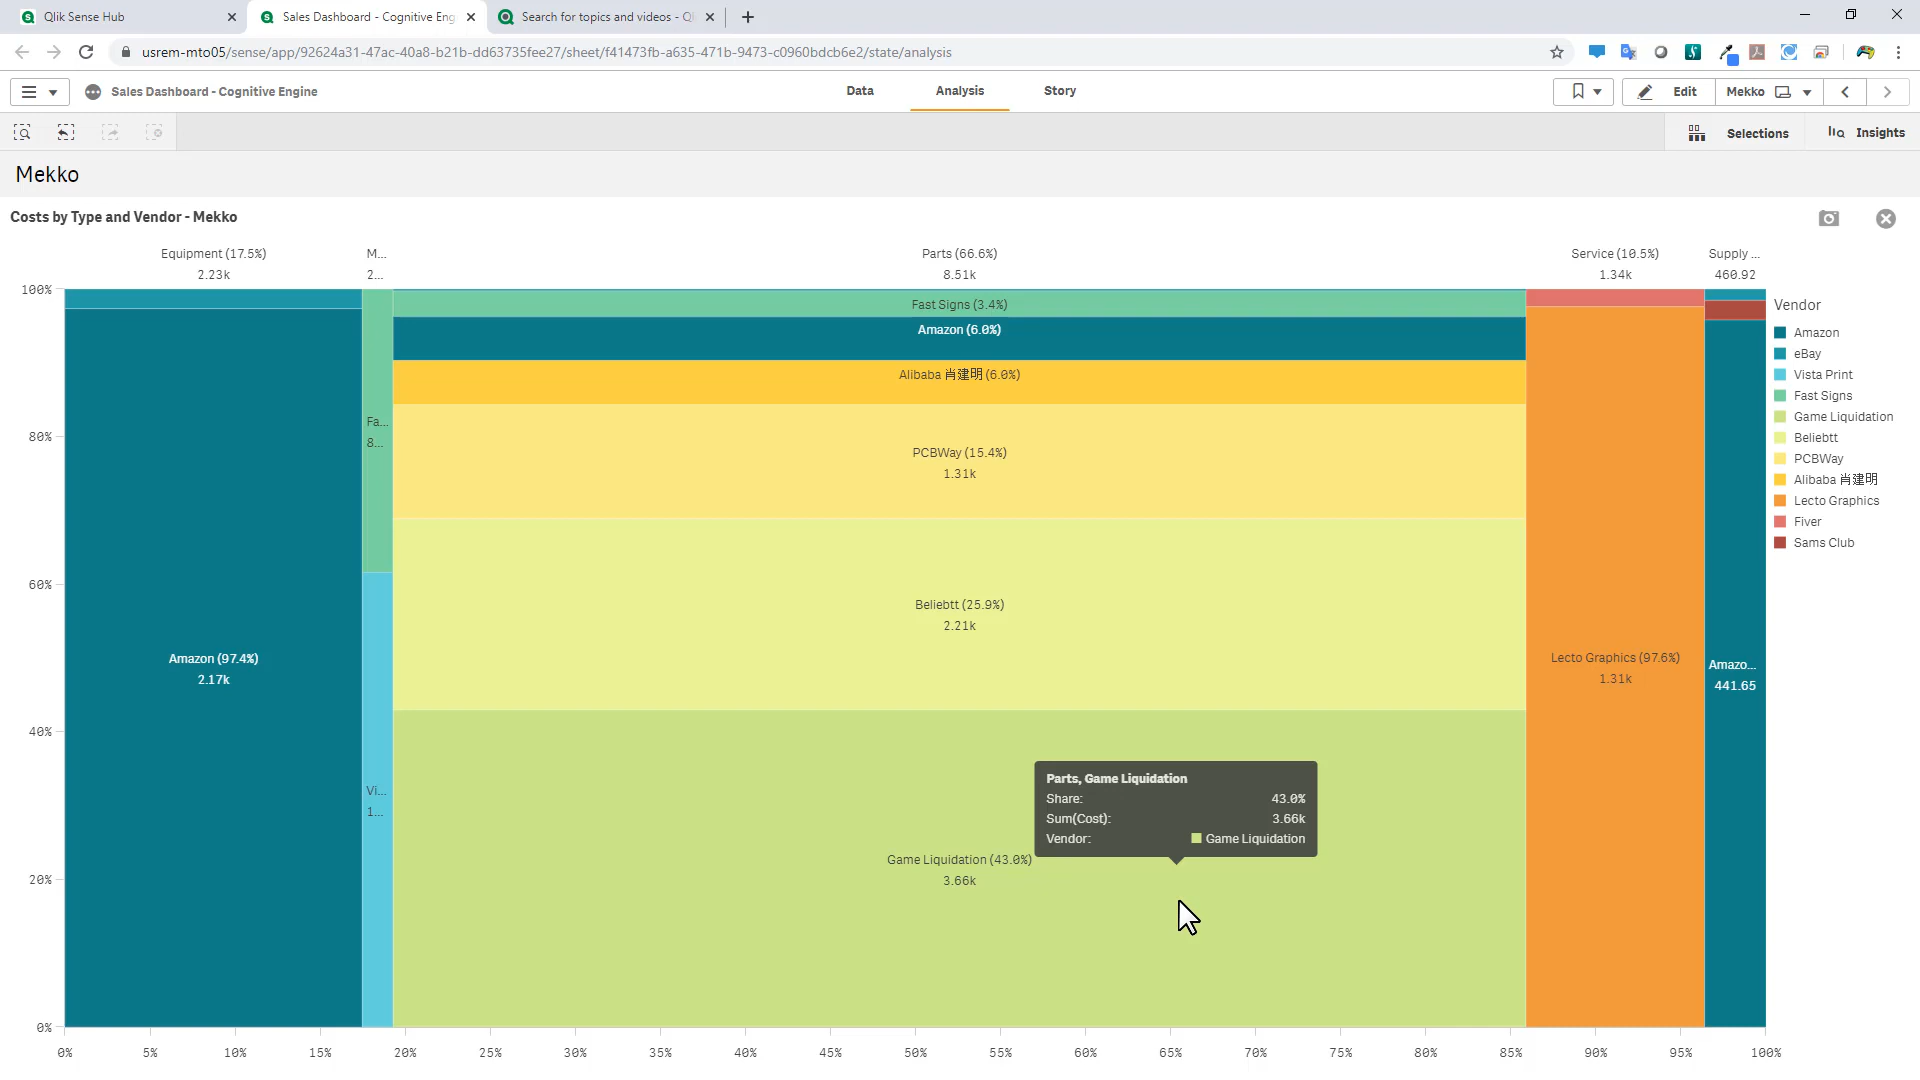 Qlik Sense Hub
Sales Dashboard - Cognitive Eng
Search for topics and videos - Ql
usrem-mto05/sense/app/92624a31-47ac-40a8-b21b-dd63735fee27/sheet/f41473fb-a635-471b-9473-c0960bdcb6e2/state/analysis
Sales Dashboard - Cognitive Engine
Data
Analysis
Story
Edit
Mekko
Selections
Insights
Mekko
Costs by Type and Vendor - Mekko
Equipment (17.5%)
2.23k
M...
2...
Parts (66.6%)
8.51k
Service (10.5%)
1.34k
Supply ...
460.92
100%
80%
60%
40%
20%
0%
Amazon (97.4%)
2.17k
Fa...
8...
Vi...
1...
Fast Signs (3.4%)
Amazon (6.0%)
Alibaba 肖建明 (6.0%)
PCBWay (15.4%)
1.31k
Beliebtt (25.9%)
2.21k
Game Liquidation (43.0%)
3.66k
Parts, Game Liquidation
Share: 43.0%
Sum(Cost): 3.66k
Vendor: Game Liquidation
Lecto Graphics (97.6%)
1.31k
Amazo...
441.65
Vendor
Amazon
eBay
Vista Print
Fast Signs
Game Liquidation
Beliebtt
PCBWay
Alibaba 肖建明
Lecto Graphics
Fiver
Sams Club
0% 5% 10% 15% 20% 25% 30% 35% 40% 45% 50% 55% 60% 65% 70% 75% 80% 85% 90% 95% 100%